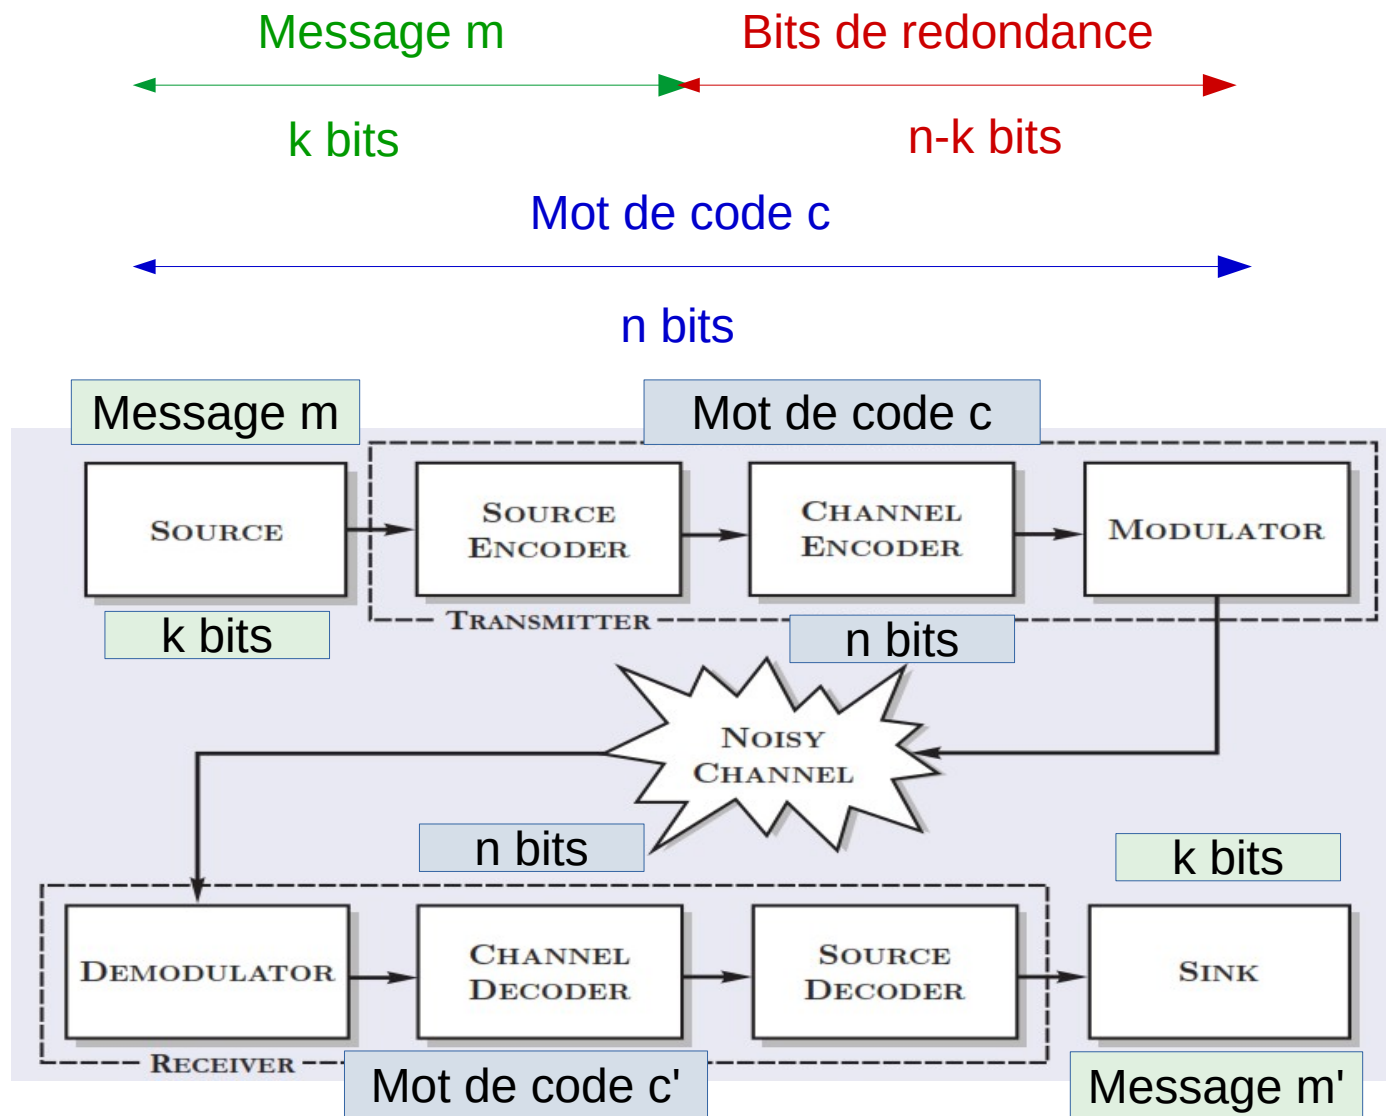 Message m
Bits de redondance
k bits
n-k bits
Mot de code c
n bits
Message m
Mot de code c
SOURCE
SOURCE
ENCODER
CHANNEL
ENCODER
MODULATOR
TRANSMITTER
k bits
n bits
NOISY
CHANNEL
n bits
k bits
DEMODULATOR
CHANNEL
DECODER
SOURCE
DECODER
SINK
RECEIVER
Mot de code c'
Message m'